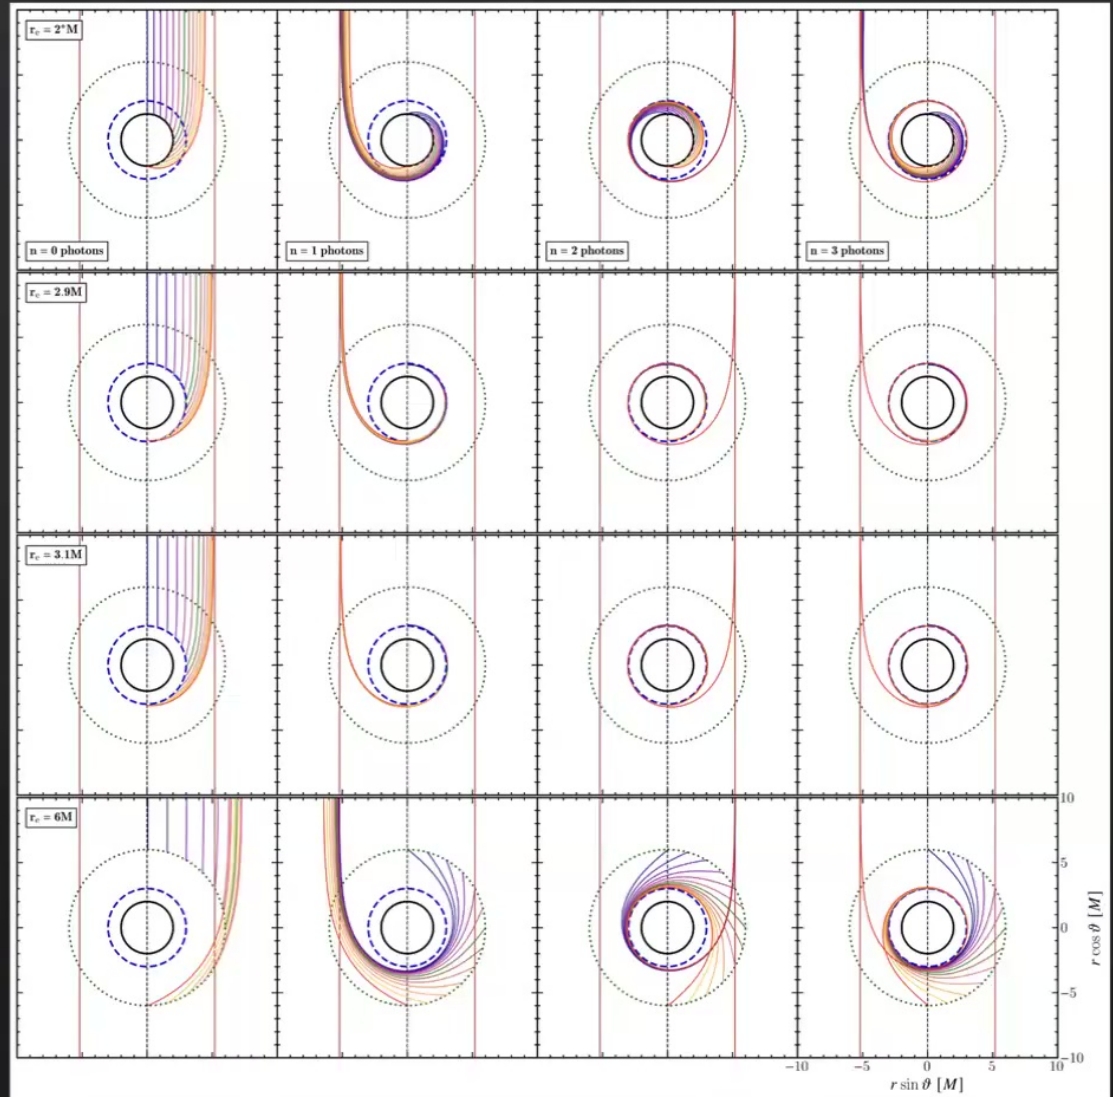 r_c = 2⁺M
n = 0 photons
n = 1 photons
n = 2 photons
n = 3 photons
r_c = 2.9M
r_c = 3.1M
r_c = 6M
10
5
0
−5
−10
r cos ϑ [M]
−10
−5
0
5
10
r sin ϑ [M]